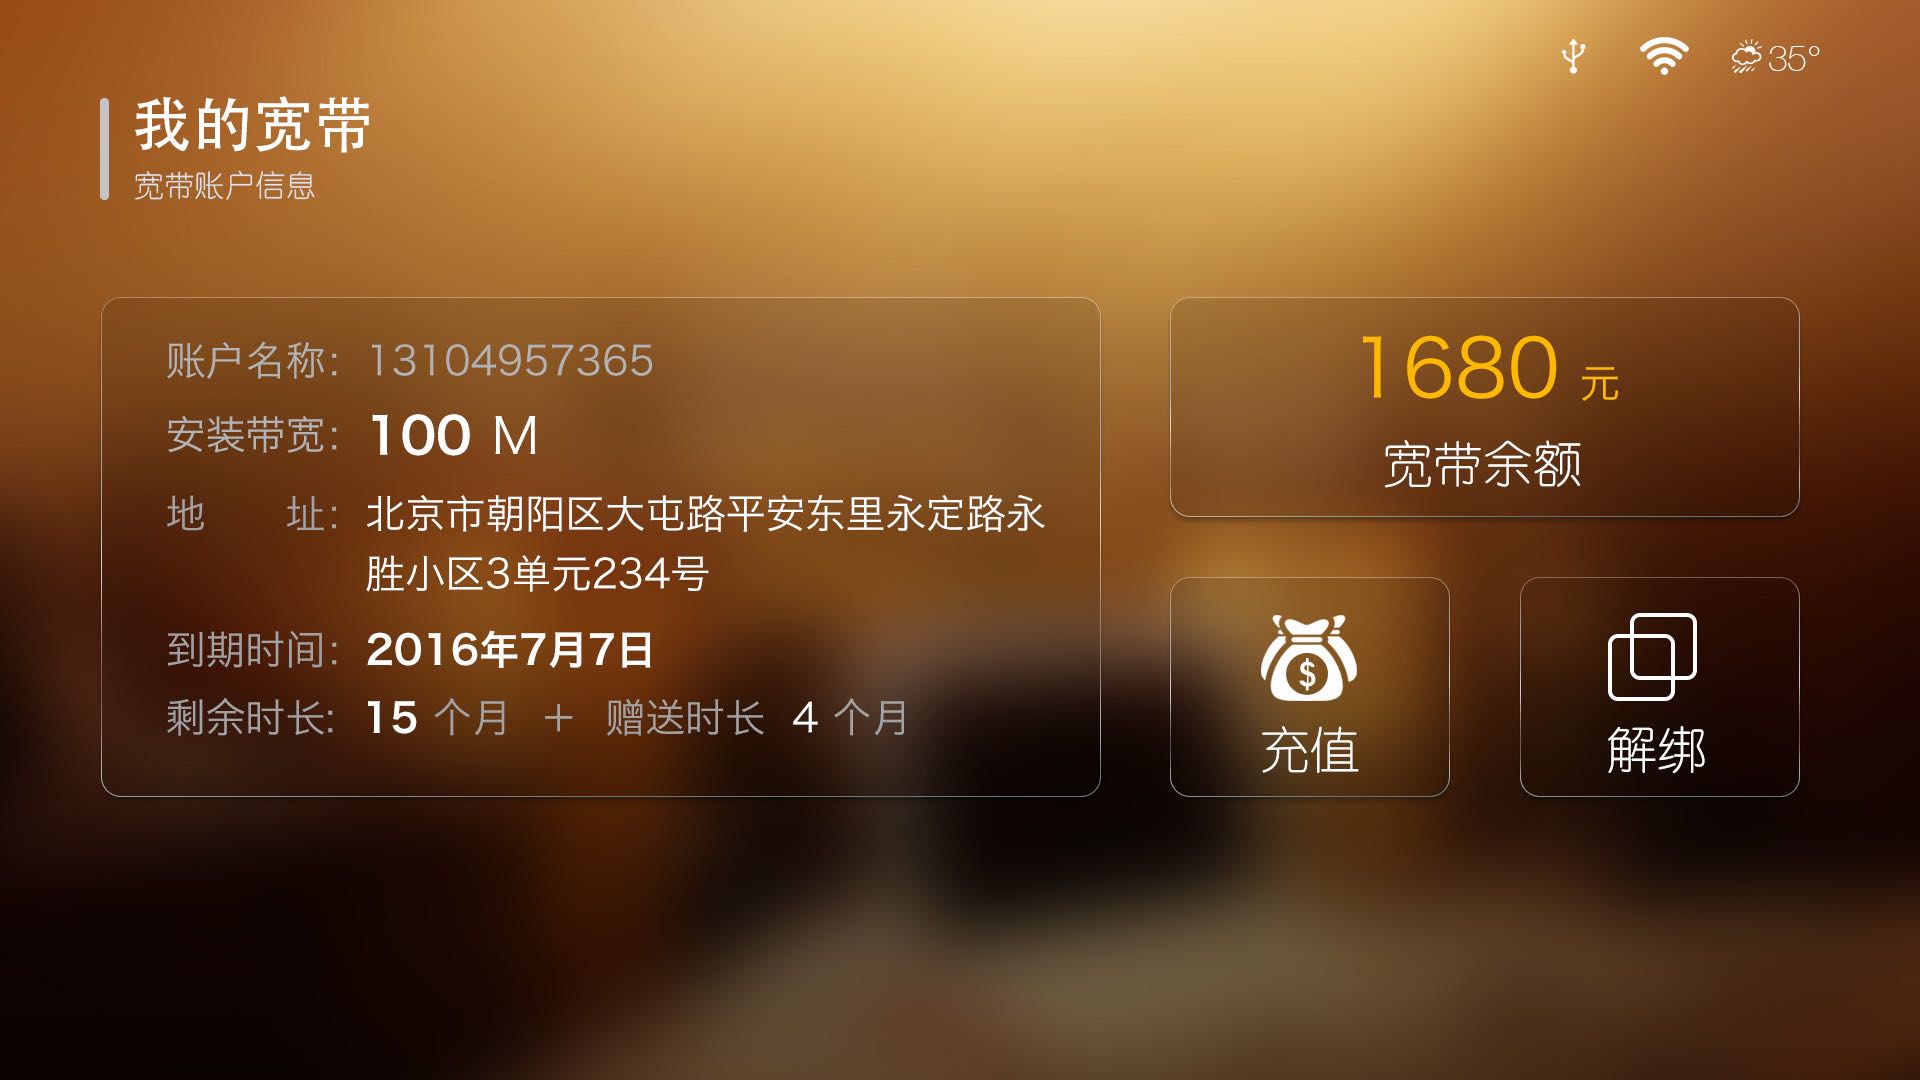 35°
我的宽带
宽带账户信息
账户名称: 13104957365
安装带宽: 100 M
地 址: 北京市朝阳区大屯路平安东里永定路永
胜小区3单元234号
到期时间: 2016年7月7日
剩余时长: 15 个月 + 赠送时长 4 个月
1680 元
宽带余额
充值
解绑